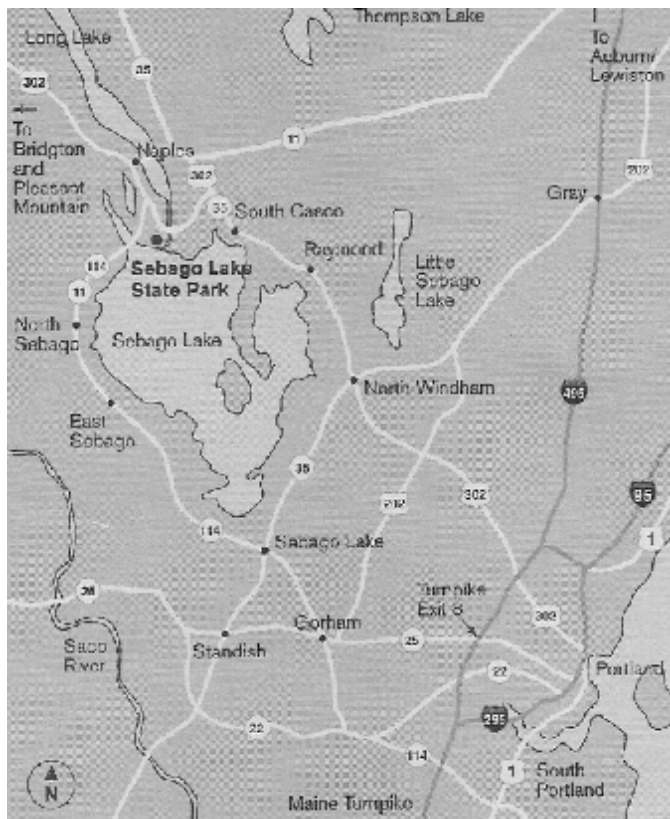 Thompson Lake
Long Lake
To
Auburn/
Lewiston
35
302
To
Bridgton
and
Pleasant
Mountain
11
Naples
302
202
Gray
35
South Casco
Raymond
114
Sebago Lake
State Park
Little
Sebago
Lake
11
North
Sebago
Sebago Lake
North Windham
495
East
Sebago
35
302
95
202
114
1
Sebago Lake
25
Turnpike
Exit 8
302
Gorham
Standish
25
Saco
River
22
Portland
295
22
114
1
South
Portland
N
Maine Turnpike